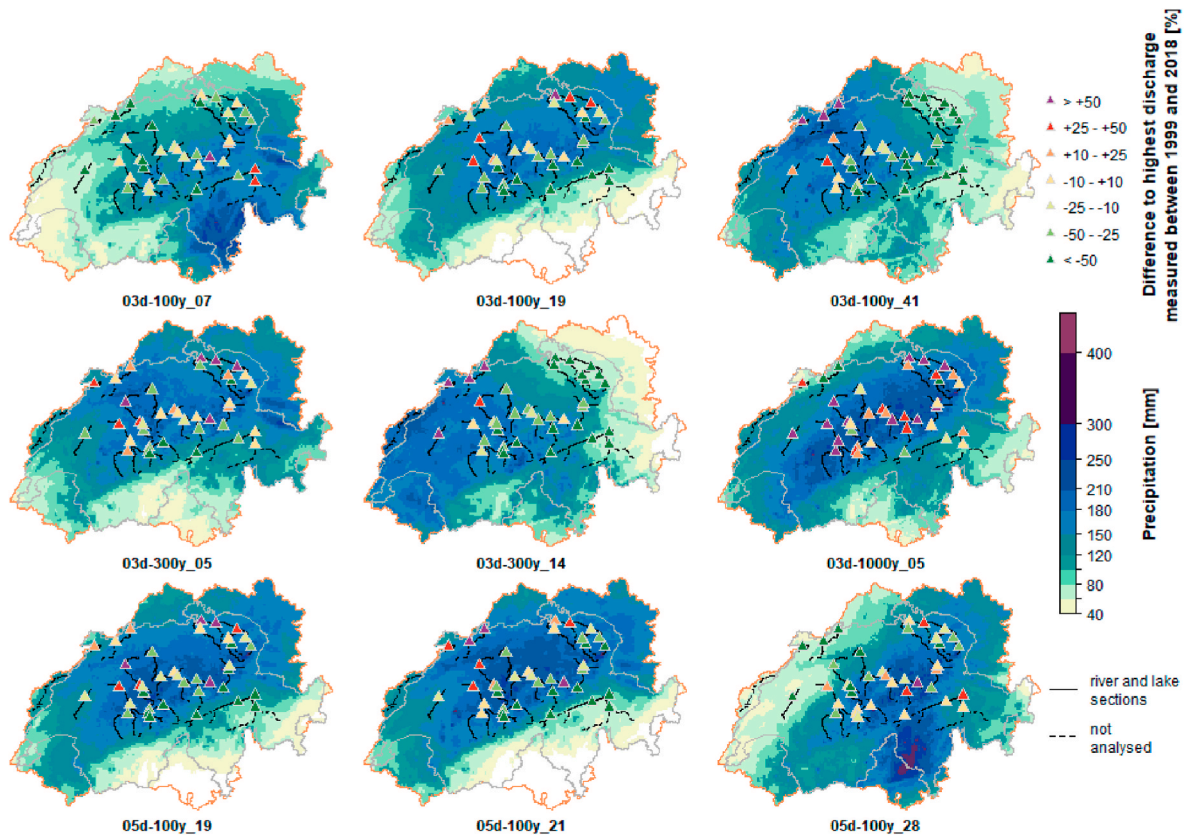 Difference to highest discharge
measured between 1999 and 2018 [%]
> +50
+25 - +50
+10 - +25
-10 - +10
-25 - -10
-50 - -25
< -50
03d-100y_07
03d-100y_19
03d-100y_41
03d-300y_05
03d-300y_14
03d-1000y_05
Precipitation [mm]
400
300
250
210
180
150
120
80
40
river and lake
sections
not
analysed
05d-100y_19
05d-100y_21
05d-100y_28